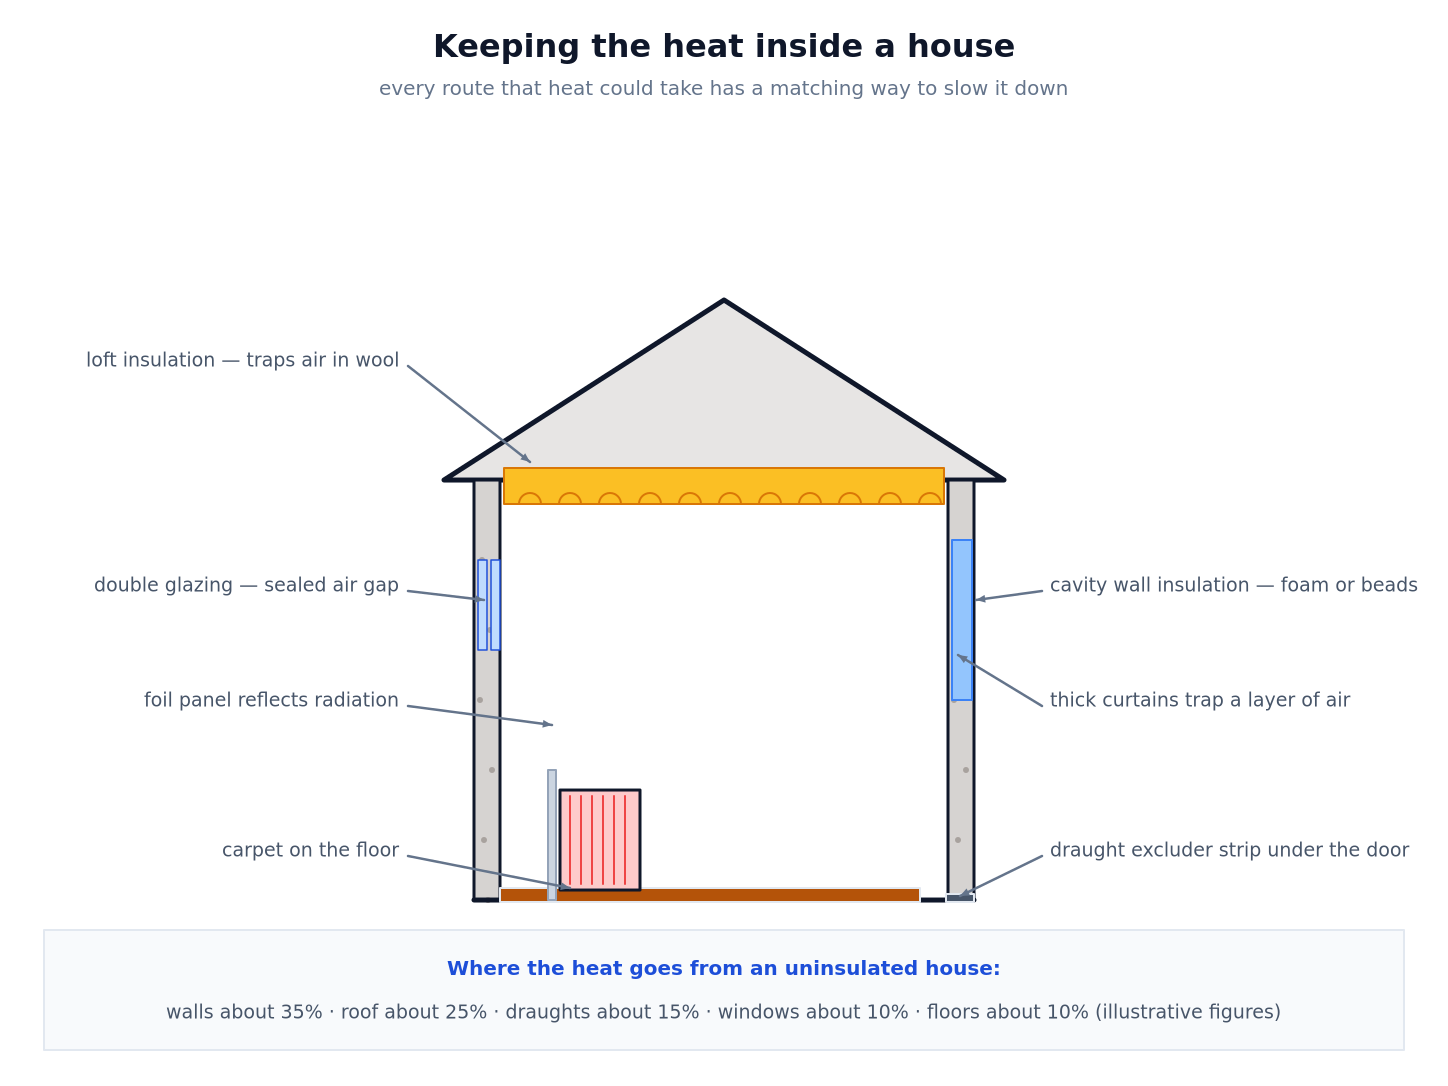 Keeping the heat inside a house
every route that heat could take has a matching way to slow it down
loft insulation — traps air in wool
double glazing — sealed air gap
cavity wall insulation — foam or beads
foil panel reflects radiation
thick curtains trap a layer of air
carpet on the floor
draught excluder strip under the door
Where the heat goes from an uninsulated house:
walls about 35% · roof about 25% · draughts about 15% · windows about 10% · floors about 10% (illustrative figures)